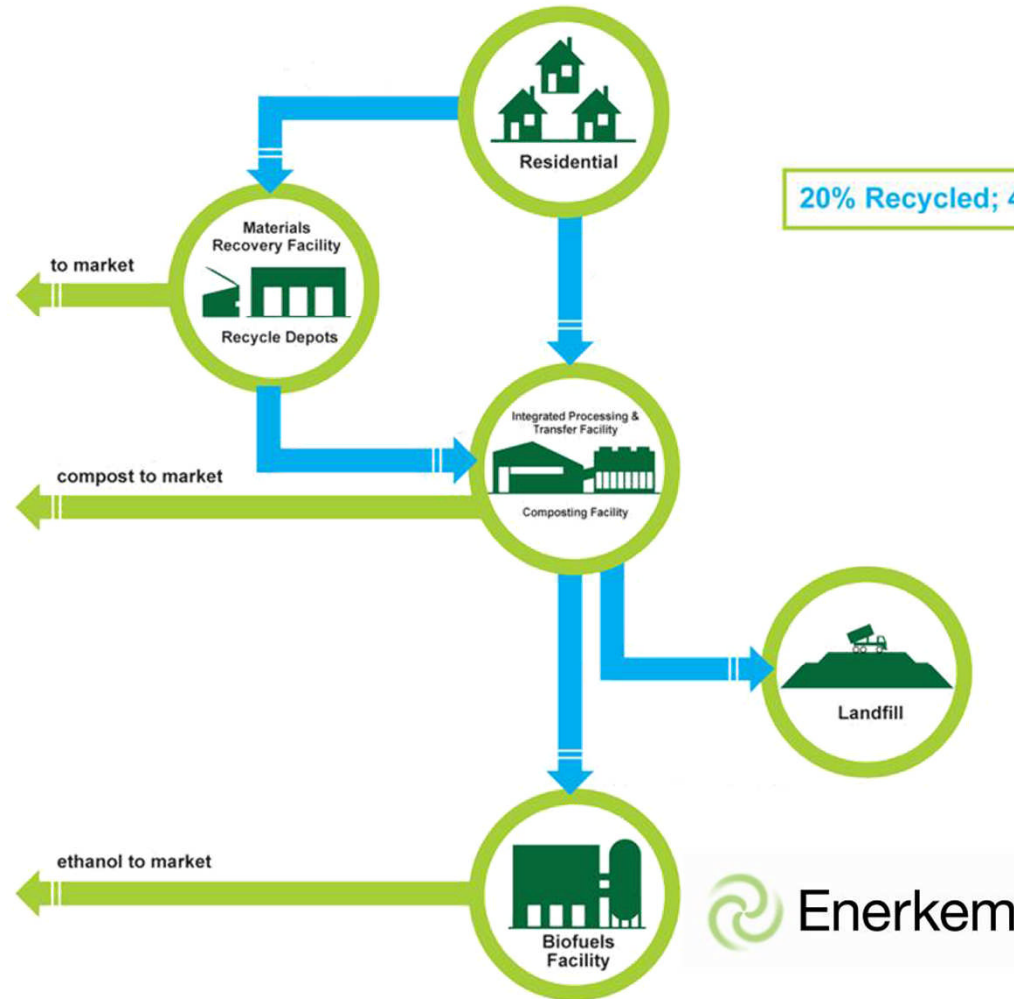 Residential
20% Recycled; 4
Materials
Recovery Facility
to market
Recycle Depots
Integrated Processing &
Transfer Facility
compost to market
Composting Facility
Landfill
ethanol to market
Biofuels
Facility
Enerkem